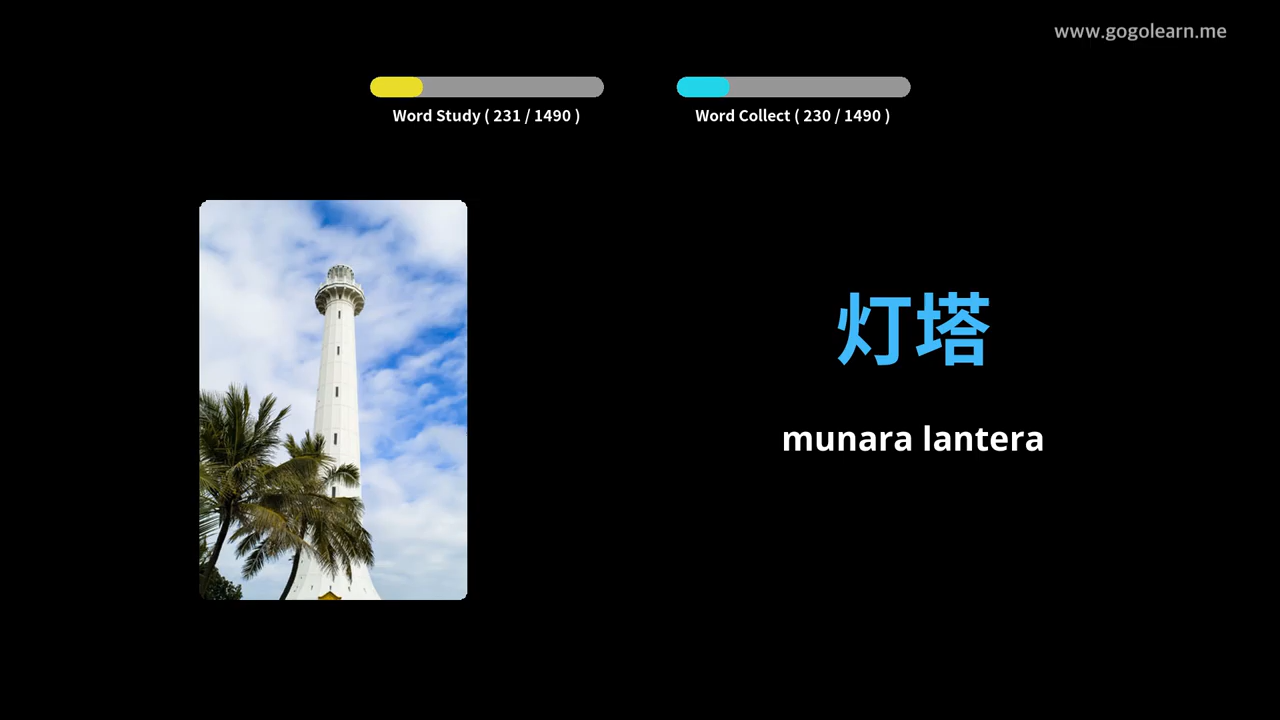 www.gogolearn.me
Word Study ( 231 / 1490 )
Word Collect ( 230 / 1490 )
灯塔
munara lantera